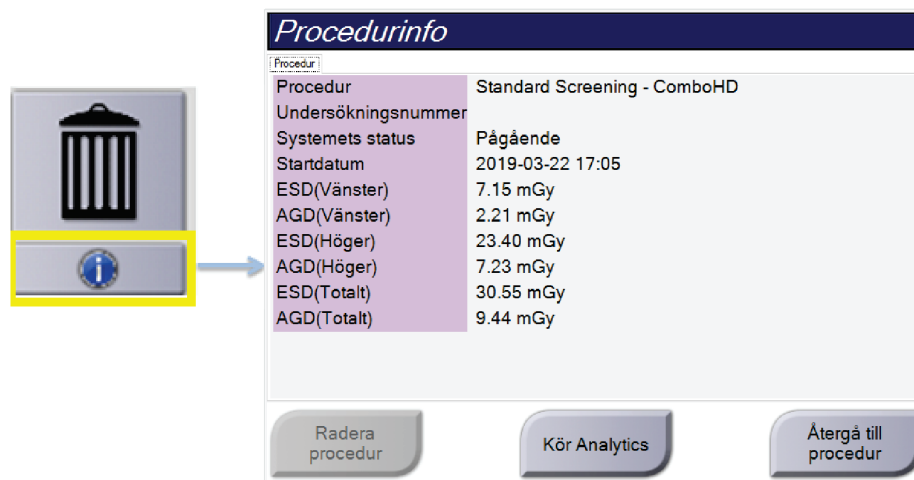 Procedurinfo
Procedur
Procedur Standard Screening - ComboHD
Undersökningsnummer
Systemets status Pågående
Startdatum 2019-03-22 17:05
ESD(Vänster) 7.15 mGy
AGD(Vänster) 2.21 mGy
ESD(Höger) 23.40 mGy
AGD(Höger) 7.23 mGy
ESD(Totalt) 30.55 mGy
AGD(Totalt) 9.44 mGy
Radera procedur
Kör Analytics
Återgå till procedur